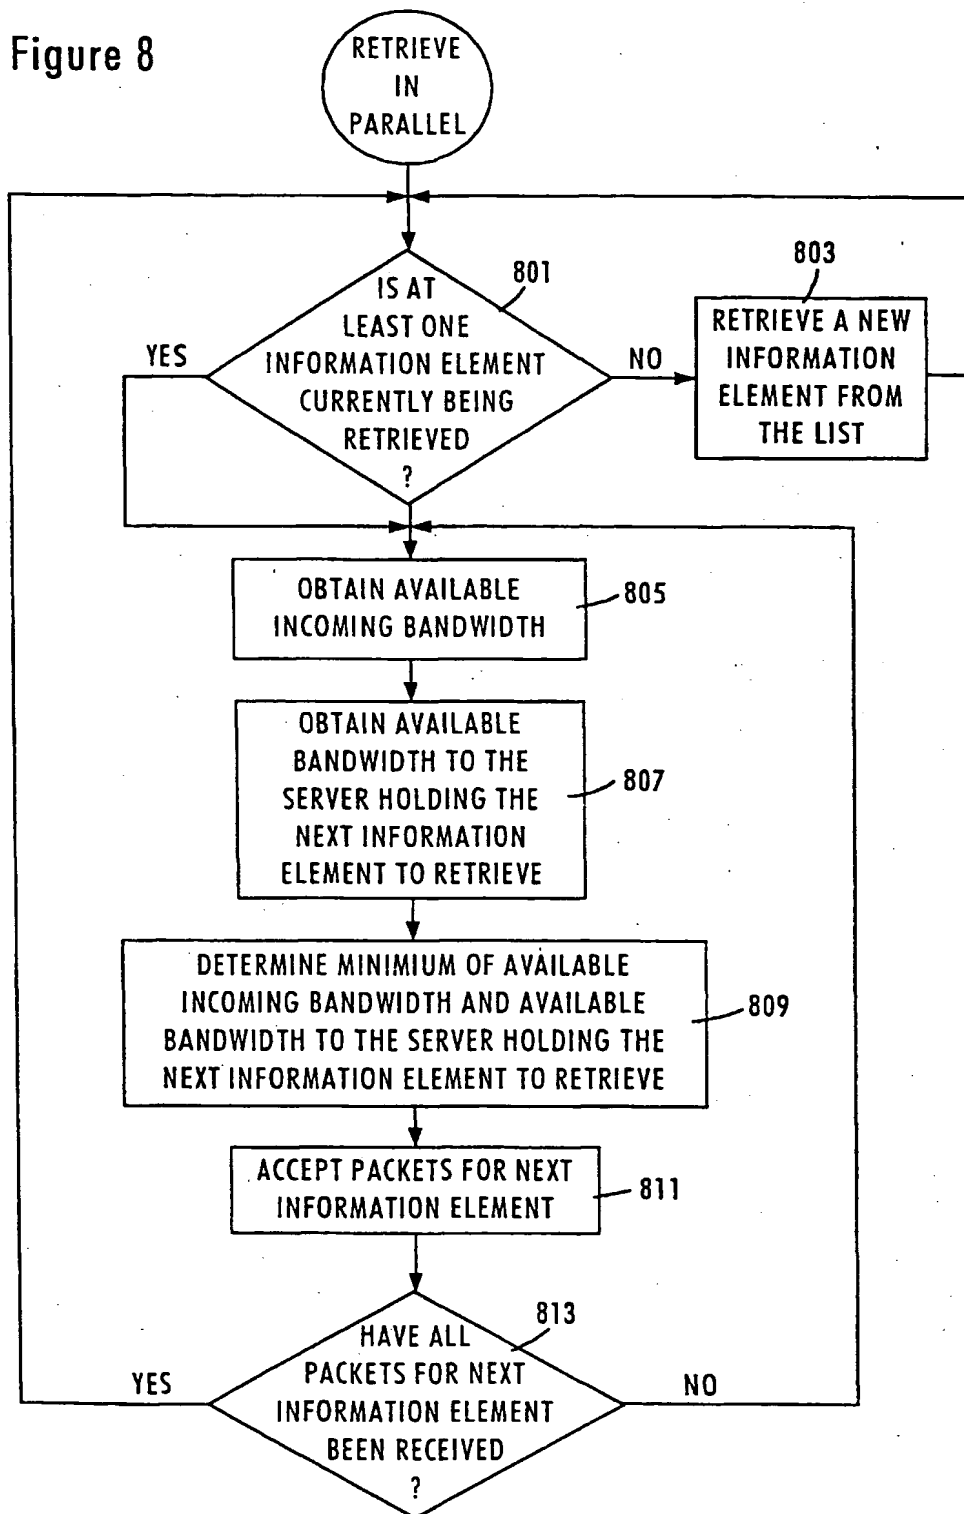 Figure 8
RETRIEVE
IN
PARALLEL
801
IS AT
LEAST ONE
INFORMATION ELEMENT
CURRENTLY BEING
RETRIEVED
?
YES
NO
803
RETRIEVE A NEW
INFORMATION
ELEMENT FROM
THE LIST
OBTAIN AVAILABLE
INCOMING BANDWIDTH
805
OBTAIN AVAILABLE
BANDWIDTH TO THE
SERVER HOLDING THE
NEXT INFORMATION
ELEMENT TO RETRIEVE
807
DETERMINE MINIMIUM OF AVAILABLE
INCOMING BANDWIDTH AND AVAILABLE
BANDWIDTH TO THE SERVER HOLDING THE
NEXT INFORMATION ELEMENT TO RETRIEVE
809
ACCEPT PACKETS FOR NEXT
INFORMATION ELEMENT
811
813
HAVE ALL
PACKETS FOR NEXT
INFORMATION ELEMENT
BEEN RECEIVED
?
YES
NO